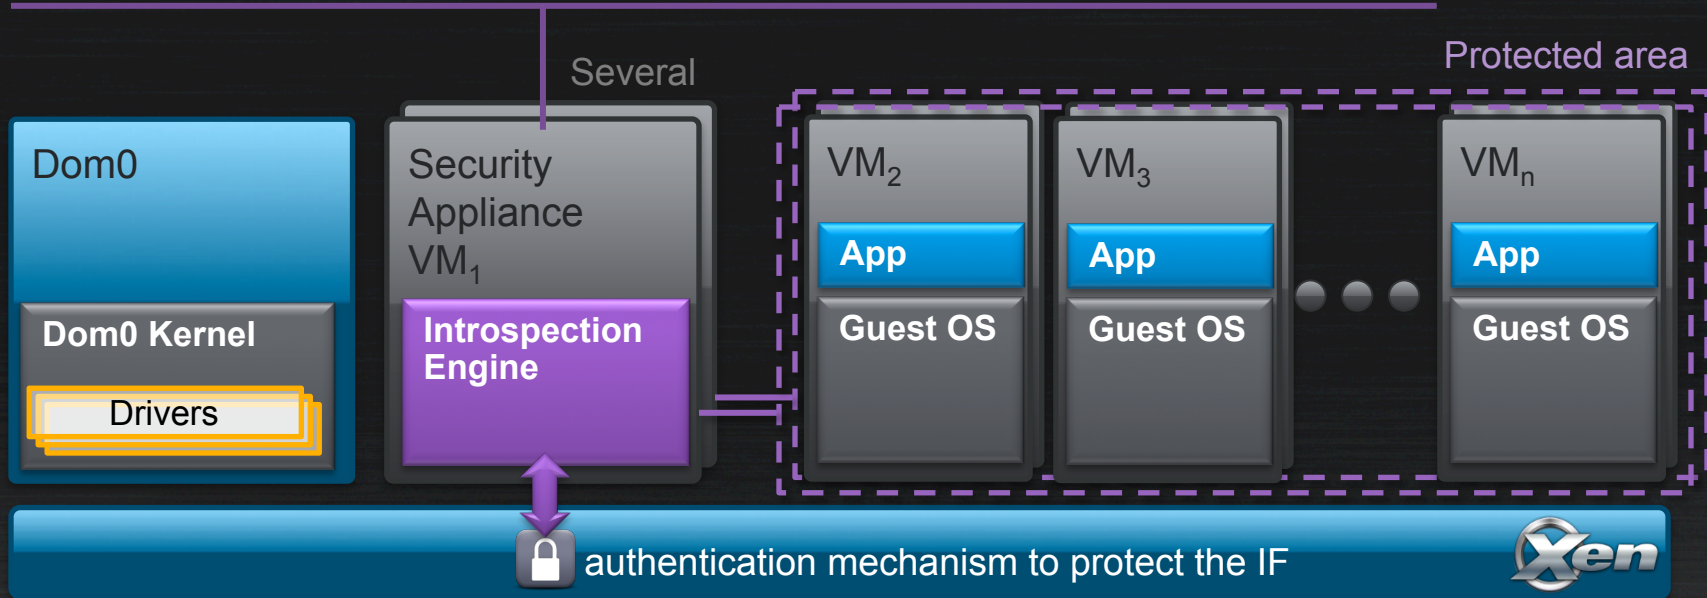 Several
Protected area
Dom0
Dom0 Kernel
Drivers
Security
Appliance
VM₁
Introspection
Engine
VM₂
App
Guest OS
VM₃
App
Guest OS
VMₙ
App
Guest OS
authentication mechanism to protect the IF
Xen